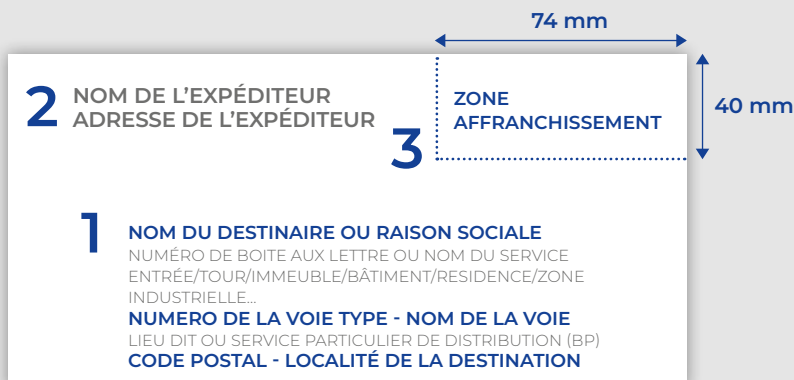 74 mm
2 NOM DE L'EXPÉDITEUR
ADRESSE DE L'EXPÉDITEUR
3
ZONE
AFFRANCHISSEMENT
40 mm
1
NOM DU DESTINAIRE OU RAISON SOCIALE
NUMÉRO DE BOITE AUX LETTRE OU NOM DU SERVICE
ENTRÉE/TOUR/IMMEUBLE/BÂTIMENT/RESIDENCE/ZONE
INDUSTRIELLE...
NUMERO DE LA VOIE TYPE - NOM DE LA VOIE
LIEU DIT OU SERVICE PARTICULIER DE DISTRIBUTION (BP)
CODE POSTAL - LOCALITÉ DE LA DESTINATION